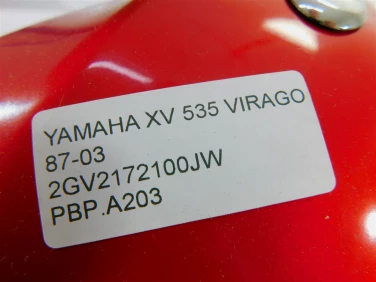 YAMAHA XV 535 VIRAGO
87-03
2GV2172100JW
PBP.A203